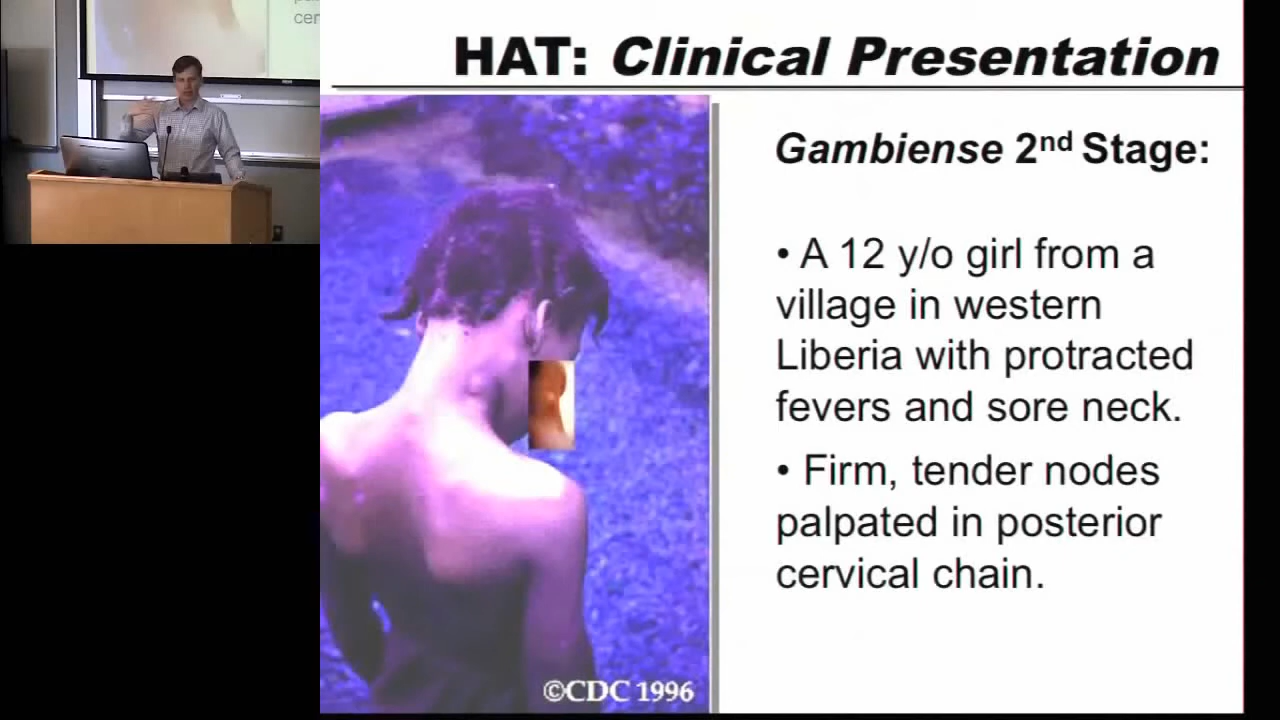 cer
HAT: Clinical Presentation
Gambiense 2nd Stage:
• A 12 y/o girl from a
village in western
Liberia with protracted
fevers and sore neck.
• Firm, tender nodes
palpated in posterior
cervical chain.
©CDC 1996